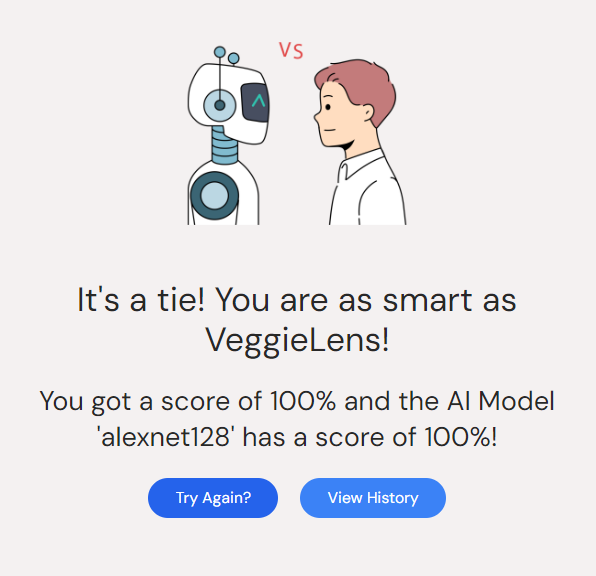 VS
It's a tie! You are as smart as
VeggieLens!
You got a score of 100% and the AI Model
'alexnet128' has a score of 100%!
Try Again?
View History